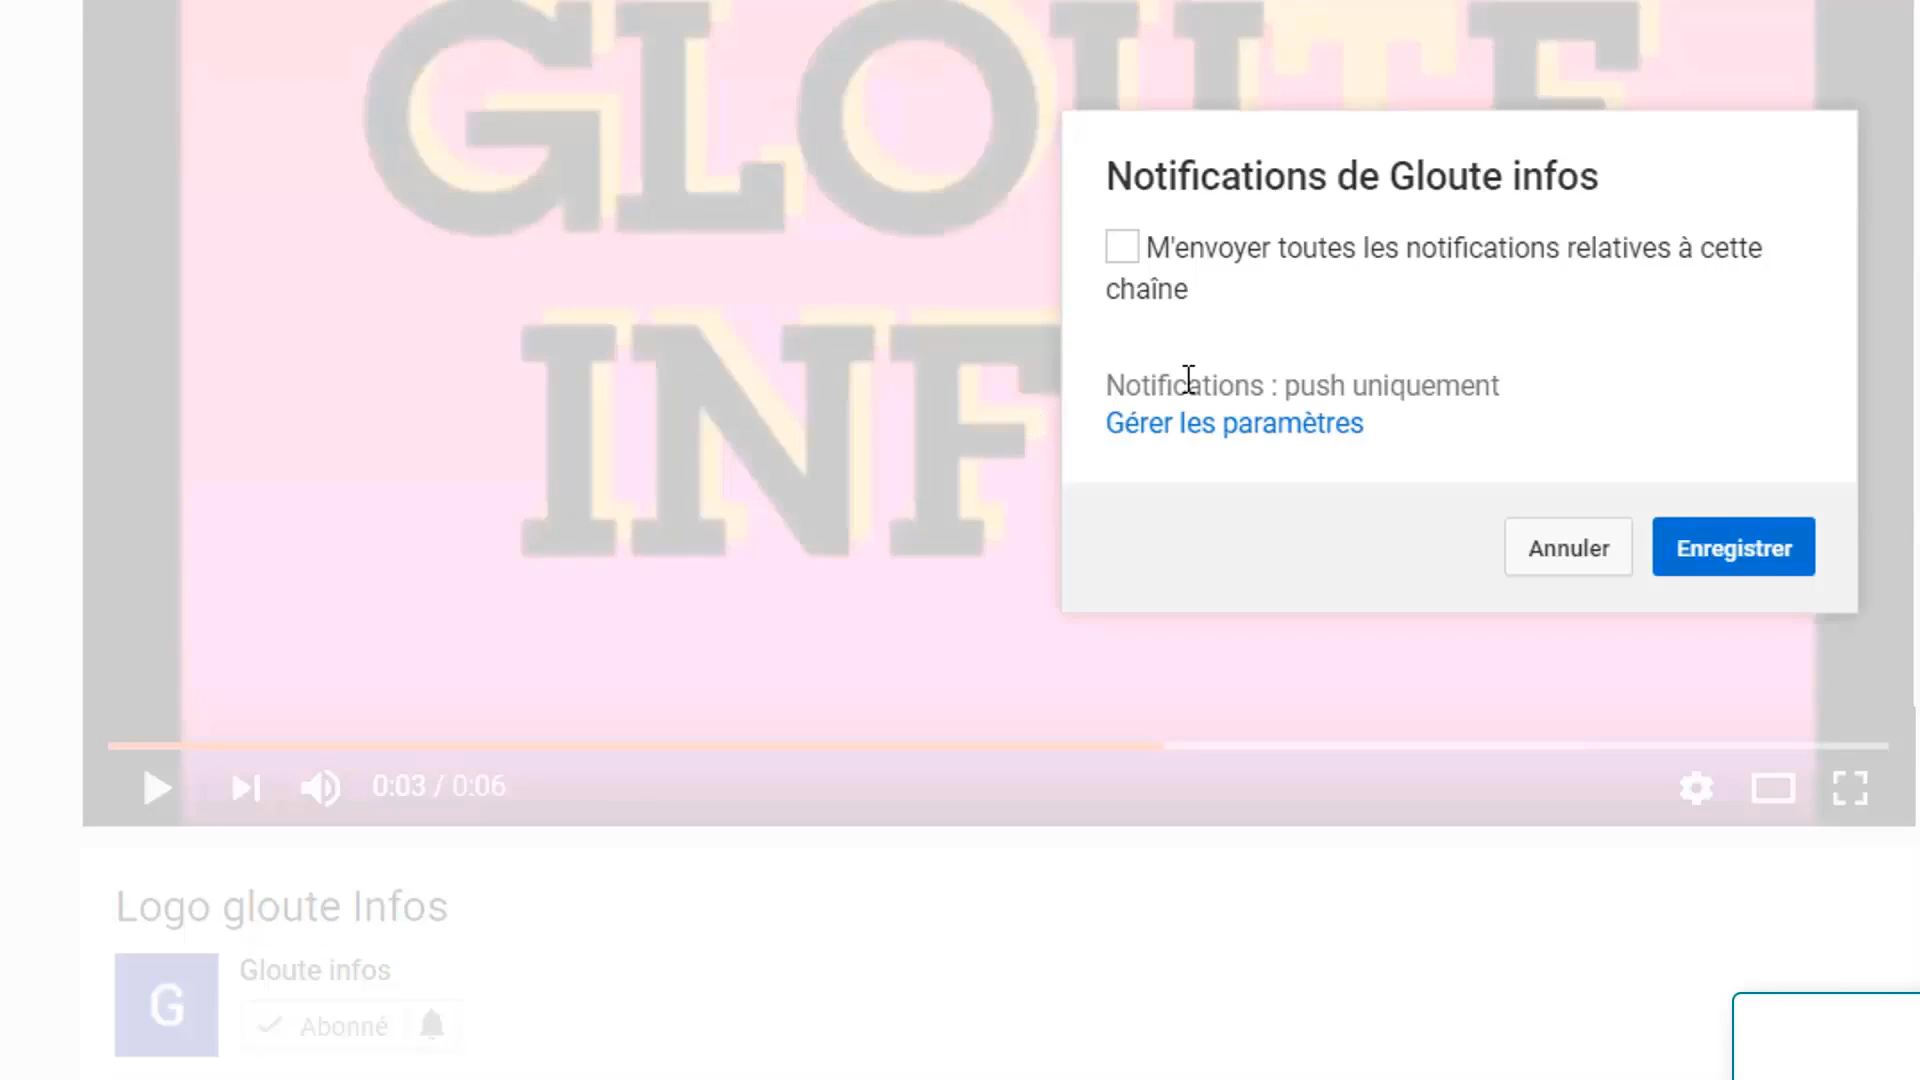 GLOUTE
INF
Notifications de Gloute infos
M'envoyer toutes les notifications relatives à cette
chaîne
Notifications : push uniquement
Gérer les paramètres
Annuler
Enregistrer
0:03 / 0:06
Logo gloute Infos
G
Gloute infos
Abonné